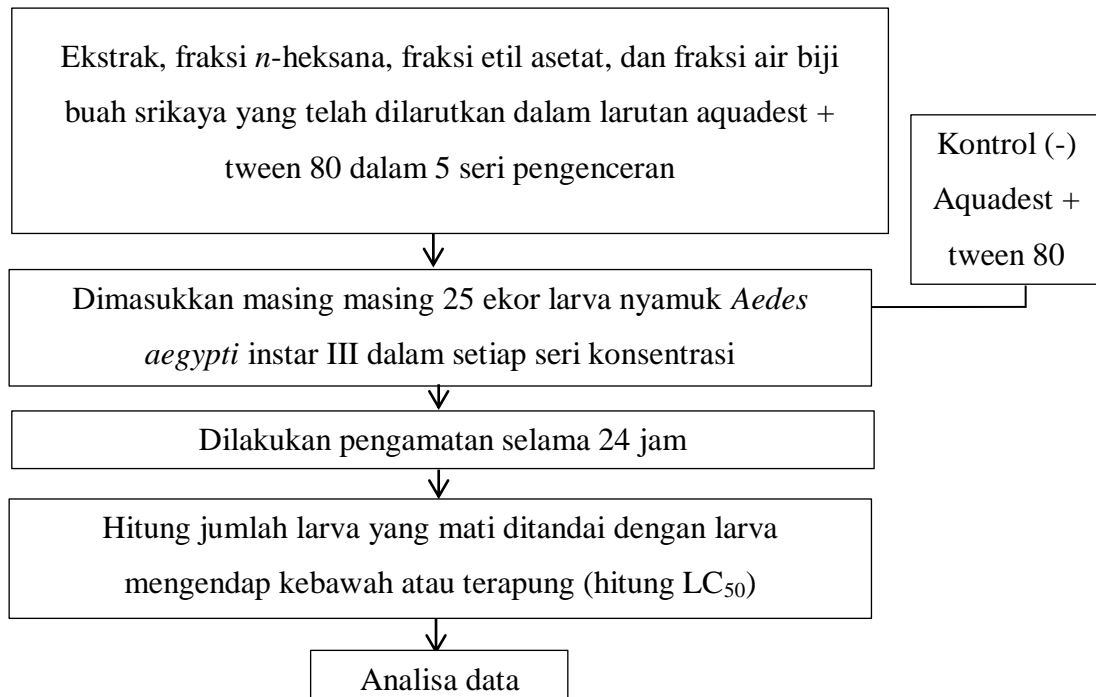 Ekstrak, fraksi n-heksana, fraksi etil asetat, dan fraksi air biji
buah srikaya yang telah dilarutkan dalam larutan aquadest +
tween 80 dalam 5 seri pengenceran
Kontrol (-)
Aquadest +
tween 80
Dimasukkan masing masing 25 ekor larva nyamuk Aedes
aegypti instar III dalam setiap seri konsentrasi
Dilakukan pengamatan selama 24 jam
Hitung jumlah larva yang mati ditandai dengan larva
mengendap kebawah atau terapung (hitung LC₅₀)
Analisa data